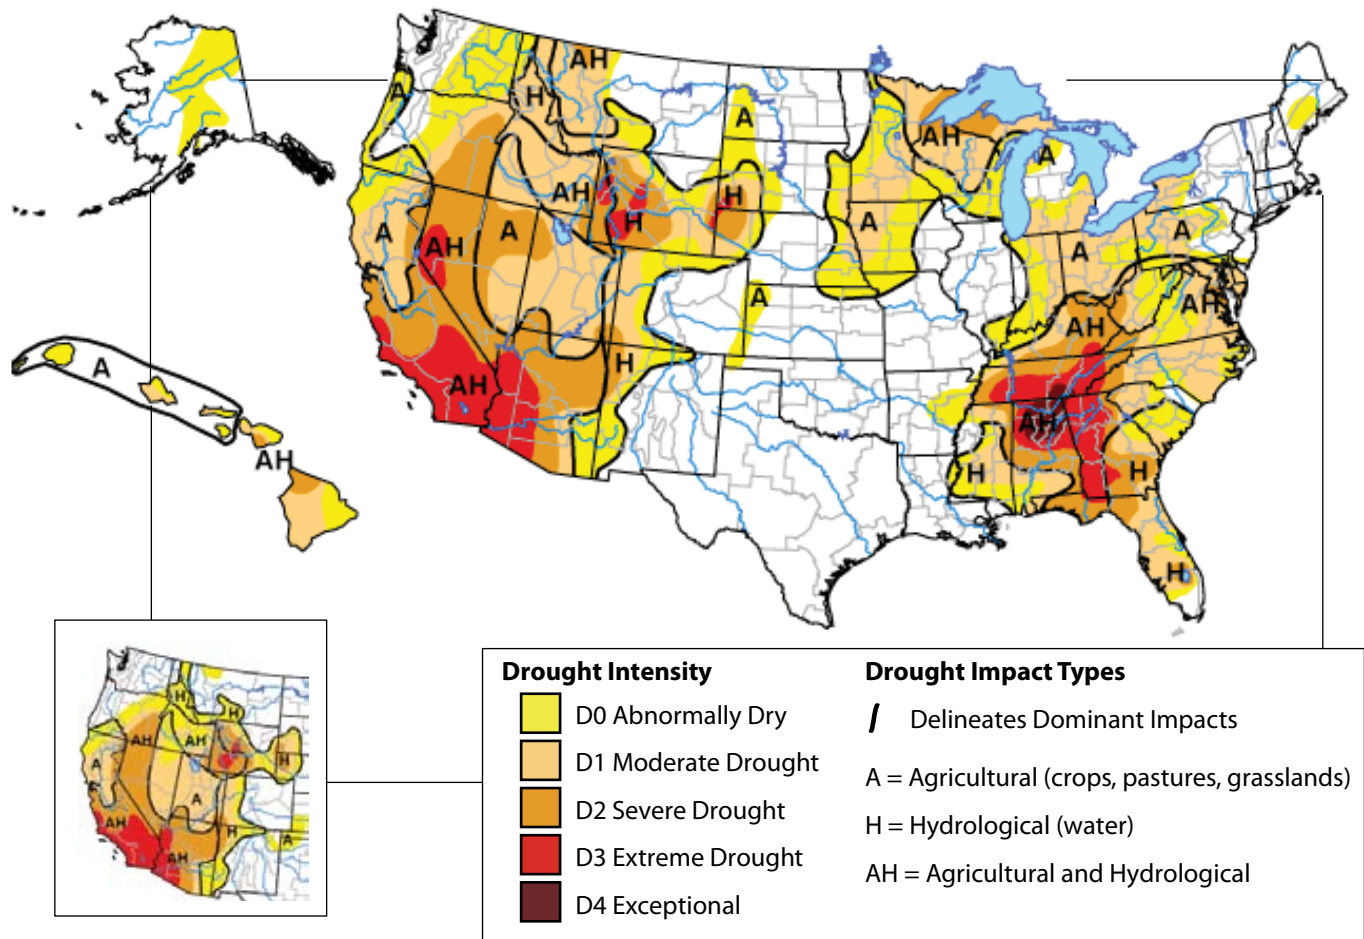 AH
H
A
A
AH
A
AH
H
H
A
H
A
A
AH
A
A
A
AH
AH
A
AH
H
AH
AH
H
H
H
A
AH
H
H
AH
AH
H
H
A
A
H
A
AH
AH
Drought Intensity
D0 Abnormally Dry
D1 Moderate Drought
D2 Severe Drought
D3 Extreme Drought
D4 Exceptional
Drought Impact Types
Delineates Dominant Impacts
A = Agricultural (crops, pastures, grasslands)
H = Hydrological (water)
AH = Agricultural and Hydrological